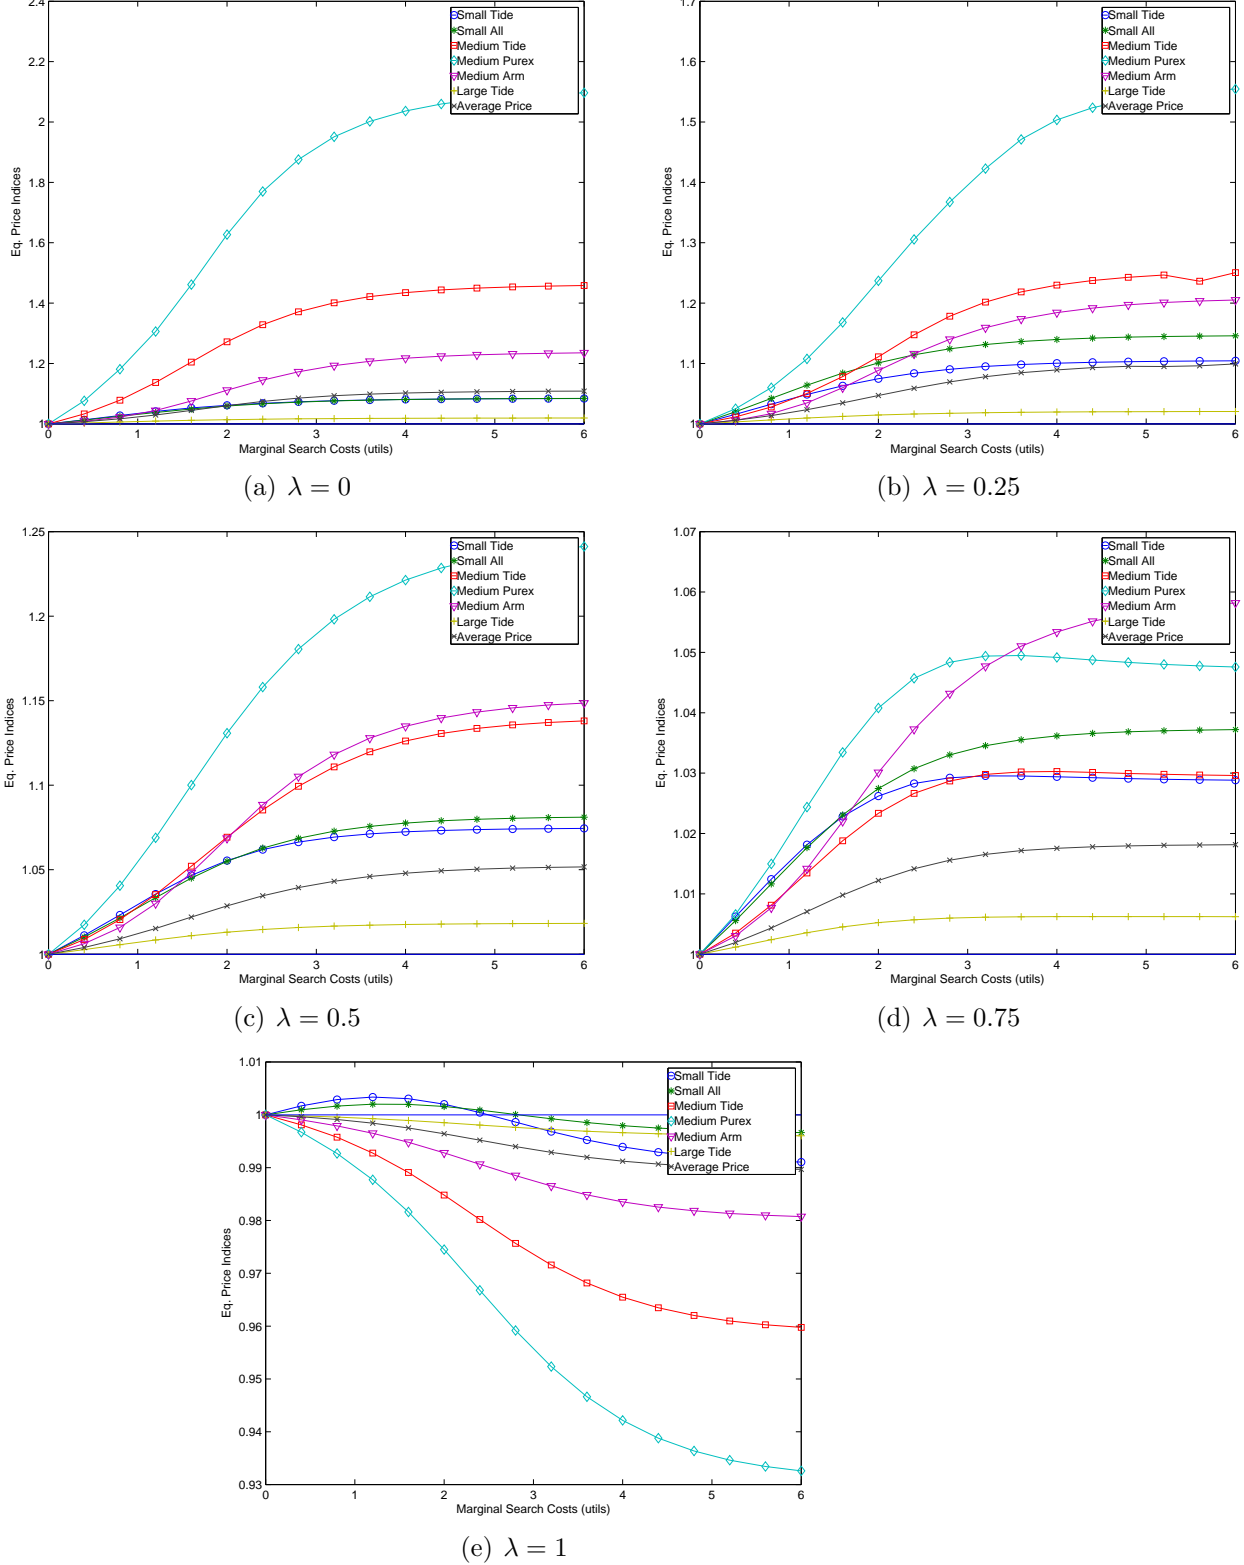 2.4
2.2
2
1.8
1.6
1.4
1.2
1
Eq. Price Indices
0 1 2 3 4 5 6
Marginal Search Costs (utils)
Small Tide
Small All
Medium Tide
Medium Purex
Medium Arm
Large Tide
Average Price
(a) λ = 0
1.7
1.6
1.5
1.4
1.3
1.2
1.1
1
Eq. Price Indices
0 1 2 3 4 5 6
Marginal Search Costs (utils)
Small Tide
Small All
Medium Tide
Medium Purex
Medium Arm
Large Tide
Average Price
(b) λ = 0.25
1.25
1.2
1.15
1.1
1.05
1
Eq. Price Indices
0 1 2 3 4 5 6
Marginal Search Costs (utils)
Small Tide
Small All
Medium Tide
Medium Purex
Medium Arm
Large Tide
Average Price
(c) λ = 0.5
1.07
1.06
1.05
1.04
1.03
1.02
1.01
1
Eq. Price Indices
0 1 2 3 4 5 6
Marginal Search Costs (utils)
Small Tide
Small All
Medium Tide
Medium Purex
Medium Arm
Large Tide
Average Price
(d) λ = 0.75
1.01
1
0.99
0.98
0.97
0.96
0.95
0.94
0.93
Eq. Price Indices
0 1 2 3 4 5 6
Marginal Search Costs (utils)
Small Tide
Small All
Medium Tide
Medium Purex
Medium Arm
Large Tide
Average Price
(e) λ = 1